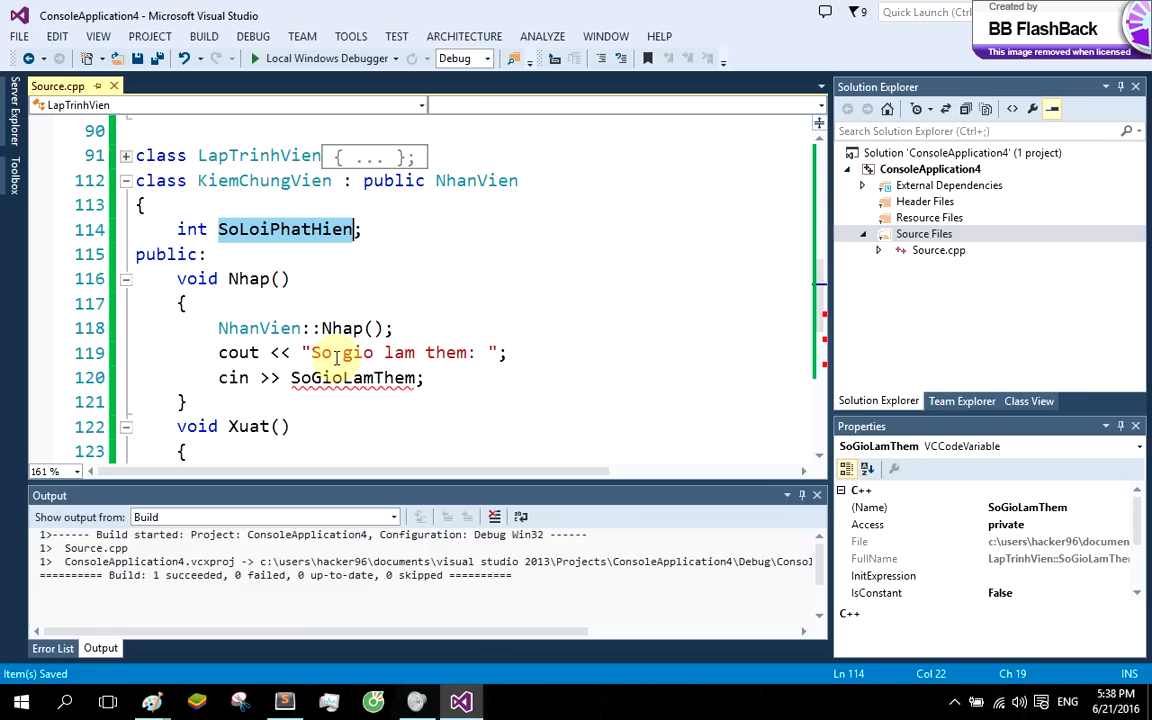 ConsoleApplication4 - Microsoft Visual Studio
9
Quick Launch (Ctrl
Created by
BB FlashBack
This image removed when licensed
FILE EDIT VIEW PROJECT BUILD DEBUG TEAM TOOLS TEST ARCHITECTURE ANALYZE WINDOW HELP
Local Windows Debugger Debug
Server Explorer
Toolbox
Source.cpp
LapTrinhVien
90
91 class LapTrinhVien { ... };
112 class KiemChungVien : public NhanVien
113 {
114 int SoLoiPhatHien;
115 public:
116 void Nhap()
117 {
118 NhanVien::Nhap();
119 cout << "So gio lam them: ";
120 cin >> SoGioLamThem;
121 }
122 void Xuat()
123 {
161 %
Solution Explorer
Search Solution Explorer (Ctrl+;)
Solution 'ConsoleApplication4' (1 project)
ConsoleApplication4
External Dependencies
Header Files
Resource Files
Source Files
Source.cpp
Solution Explorer Team Explorer Class View
Properties
SoGioLamThem VCCodeVariable
C++
(Name) SoGioLamThem
Access private
File c:\users\hacker96\documen
FullName LapTrinhVien::SoGioLamThem
InitExpression
IsConstant False
C++
Output
Show output from: Build
1>------ Build started: Project: ConsoleApplication4, Configuration: Debug Win32 ------
1> Source.cpp
1> ConsoleApplication4.vcxproj -> c:\users\hacker96\documents\visual studio 2013\Projects\ConsoleApplication4\Debug\Consol
========== Build: 1 succeeded, 0 failed, 0 up-to-date, 0 skipped ==========
Error List Output
Item(s) Saved
Ln 114 Col 22 Ch 19 INS
ENG
5:38 PM
6/21/2016